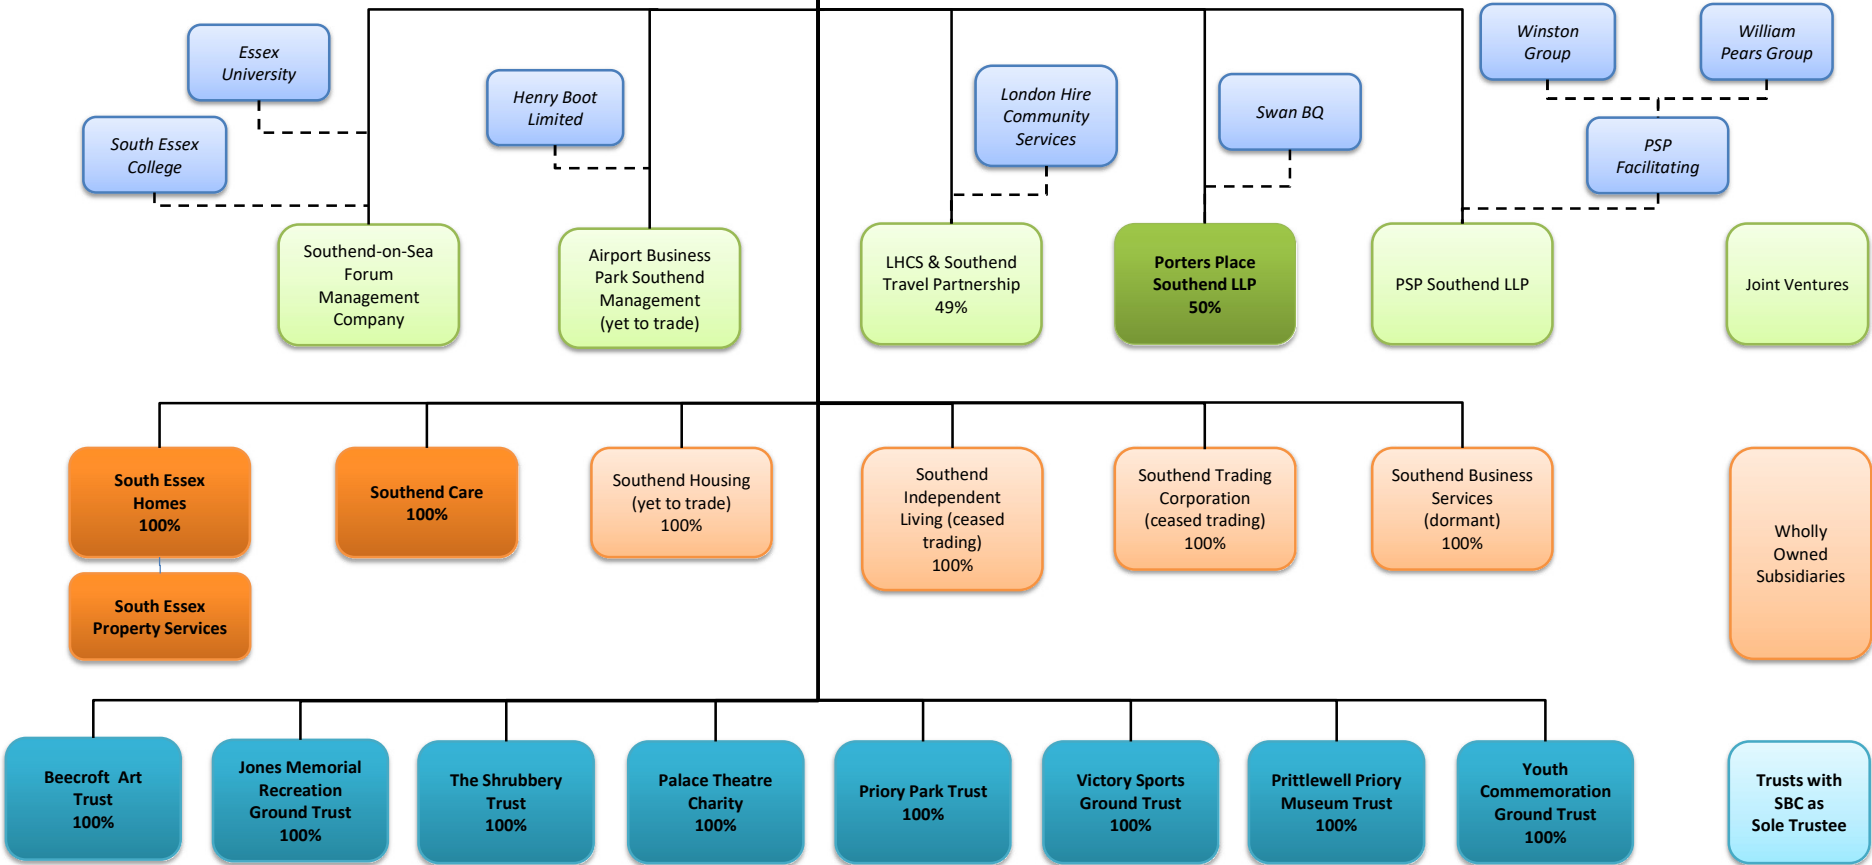 Essex
University
South Essex
College
Henry Boot
Limited
London Hire
Community
Services
Swan BQ
Winston
Group
William
Pears Group
PSP
Facilitating
Southend-on-Sea
Forum
Management
Company
Airport Business
Park Southend
Management
(yet to trade)
LHCS & Southend
Travel Partnership
49%
Porters Place
Southend LLP
50%
PSP Southend LLP
Joint Ventures
South Essex
Homes
100%
Southend Care
100%
Southend Housing
(yet to trade)
100%
Southend
Independent
Living (ceased
trading)
100%
Southend Trading
Corporation
(ceased trading)
100%
Southend Business
Services
(dormant)
100%
Wholly
Owned
Subsidiaries
South Essex
Property Services
Beecroft Art
Trust
100%
Jones Memorial
Recreation
Ground Trust
100%
The Shrubbery
Trust
100%
Palace Theatre
Charity
100%
Priory Park Trust
100%
Victory Sports
Ground Trust
100%
Prittlewell Priory
Museum Trust
100%
Youth
Commemoration
Ground Trust
100%
Trusts with
SBC as
Sole Trustee